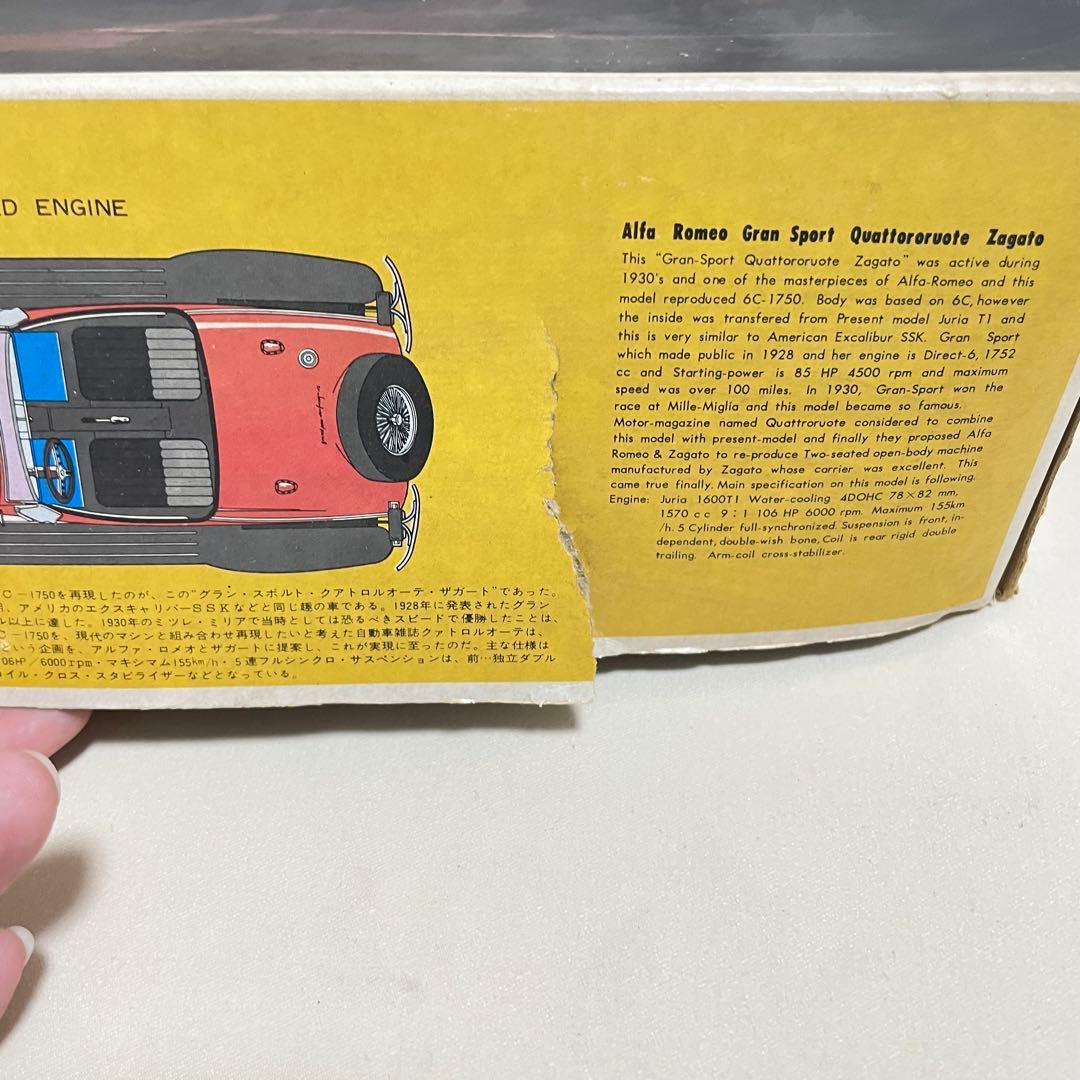 D ENGINE
Alfa Romeo Gran Sport Quattororuote Zagato
This "Gran-Sport Quattororuote Zagato" was active during
1930's and one of the masterpieces of Alfa-Romeo and this
model reproduced 6C-1750. Body was based on 6C, however
the inside was transfered from Present model Juria T1 and
this is very similar to American Excalibur SSK. Gran Sport
which made public in 1928 and her engine is Direct-6, 1752
cc and Starting-power is 85 HP 4500 rpm and maximum
speed was over 100 miles. In 1930, Gran-Sport won the
race at Mille-Miglia and this model became so famous.
Motor-magazine named Quattroruote considered to combine
this model with present-model and finally they proposed Alfa
Romeo & Zagato to re-produce Two-seated open-body machine
manufactured by Zagato whose carrier was excellent. This
came true finally. Main specification on this model is following.
Engine: Juria 1600T1 Water-cooling 4DOHC 78×82 mm,
1570 cc 9:1 106 HP 6000 rpm. Maximum 155km
/h. 5 Cylinder full-synchronized. Suspension is front, in-
dependent, double-wish bone, Coil is rear rigid double
trailing. Arm-coil cross-stabilizer.
C-1750を再現したのが、この"グラン・スポルト・クアトロルオーテ・ザガート"であった。
、アメリカのエクスキャリバーSSKなどと同じ趣の車である。1928年に発表されたグラン
ル以上に達した。1930年のミツレ・ミリアで当時としては恐るべきスピードで優勝したことは、
C-1750を、現代のマシンと組み合わせ再現したいと考えた自動車雑誌クァトロルオーテは、
という企画を、アルファ・ロメオとザガートに提案し、これが実現に至ったのだ。主な仕様は
06HP/6000rpm・マキシマム155km/h・5連フルシンクロ・サスペンションは、前…独立ダブル
イル・クロス・スタビライザーなどとなっている。